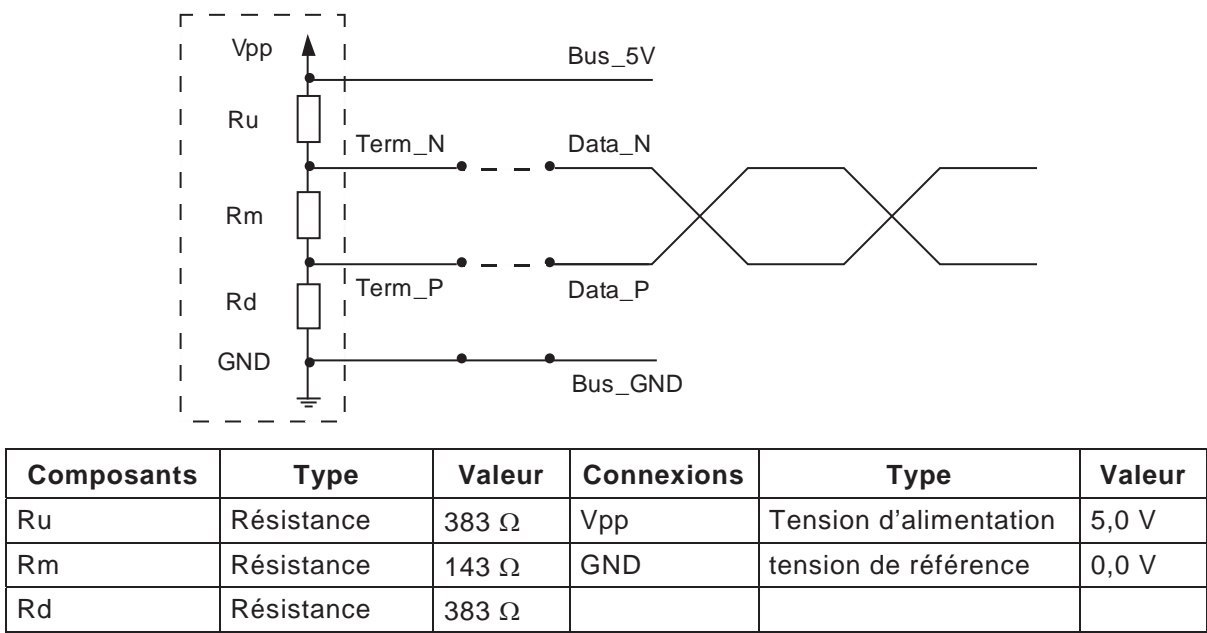 Vpp
Bus_5V
Ru
Term_N
Data_N
Rm
Term_P
Data_P
Rd
GND
Bus_GND
Composants Type Valeur Connexions Type Valeur
Ru Résistance 383 Ω Vpp Tension d'alimentation 5,0 V
Rm Résistance 143 Ω GND tension de référence 0,0 V
Rd Résistance 383 Ω